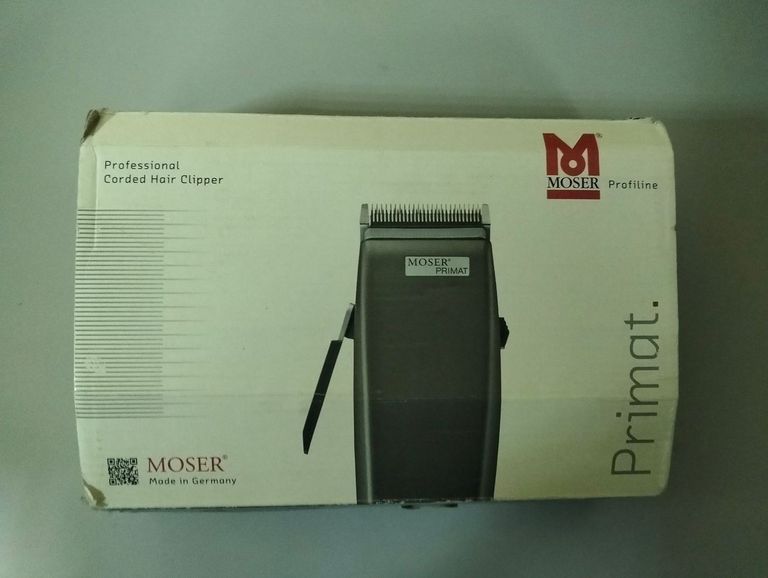 Professional
Corded Hair Clipper
MOSER®
Profiline
MOSER®
PRIMAT
Primat.
MOSER®
Made in Germany